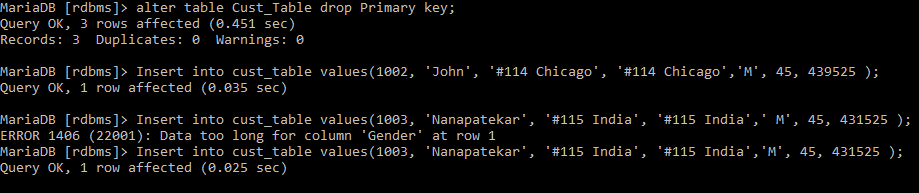 MariaDB [rdbms]> alter table Cust_Table drop Primary key;
Query OK, 3 rows affected (0.451 sec)
Records: 3  Duplicates: 0  Warnings: 0

MariaDB [rdbms]> Insert into cust_table values(1002, 'John', '#114 Chicago', '#114 Chicago','M', 45, 439525 );
Query OK, 1 row affected (0.035 sec)

MariaDB [rdbms]> Insert into cust_table values(1003, 'Nanapatekar', '#115 India', '#115 India',' M', 45, 431525 );
ERROR 1406 (22001): Data too long for column 'Gender' at row 1
MariaDB [rdbms]> Insert into cust_table values(1003, 'Nanapatekar', '#115 India', '#115 India','M', 45, 431525 );
Query OK, 1 row affected (0.025 sec)